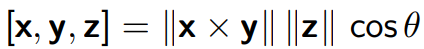 [x, y, z] = ‖x × y‖ ‖z‖ cos θ